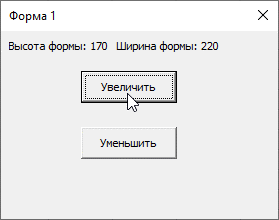 Форма 1
Высота формы: 170 Ширина формы: 220
Увеличить
Уменьшить